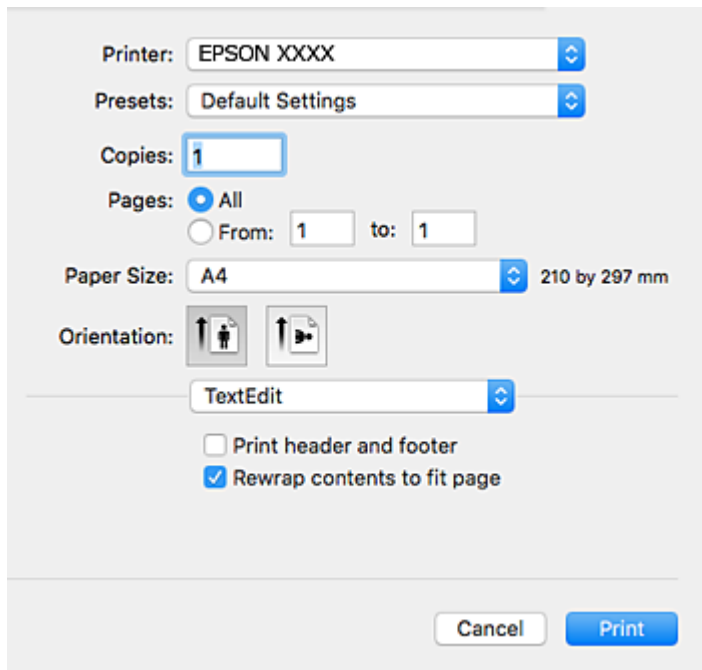 Printer: EPSON XXXX
Presets: Default Settings
Copies: 1
Pages: All
From: 1 to: 1
Paper Size: A4 210 by 297 mm
Orientation:
TextEdit
Print header and footer
Rewrap contents to fit page
Cancel Print